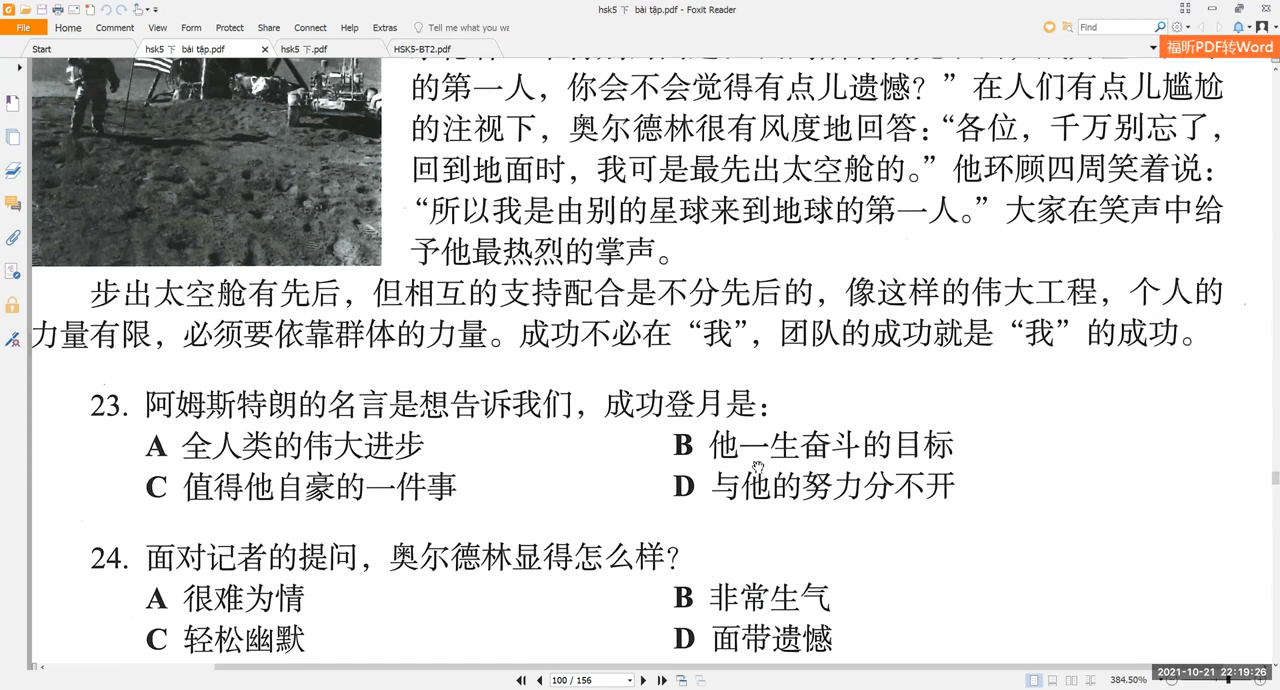 hsk5 下 bài tập.pdf - Foxit Reader
File Home Comment View Form Protect Share Connect Help Extras Tell me what you wa
Find
Start hsk5 下 bài tập.pdf hsk5 下.pdf HSK5-BT2.pdf
福昕PDF转Word
的第一人，你会不会觉得有点儿遗憾？”在人们有点儿尴尬
的注视下，奥尔德林很有风度地回答：“各位，千万别忘了，
回到地面时，我可是最先出太空舱的。”他环顾四周笑着说：
“所以我是由别的星球来到地球的第一人。”大家在笑声中给
予他最热烈的掌声。
步出太空舱有先后，但相互的支持配合是不分先后的，像这样的伟大工程，个人的
力量有限，必须要依靠群体的力量。成功不必在“我”，团队的成功就是“我”的成功。
23. 阿姆斯特朗的名言是想告诉我们，成功登月是：
A 全人类的伟大进步 B 他一生奋斗的目标
C 值得他自豪的一件事 D 与他的努力分不开
24. 面对记者的提问，奥尔德林显得怎么样？
A 很难为情 B 非常生气
C 轻松幽默 D 面带遗憾
2021-10-21 22:19:26
100 / 156 384.50%